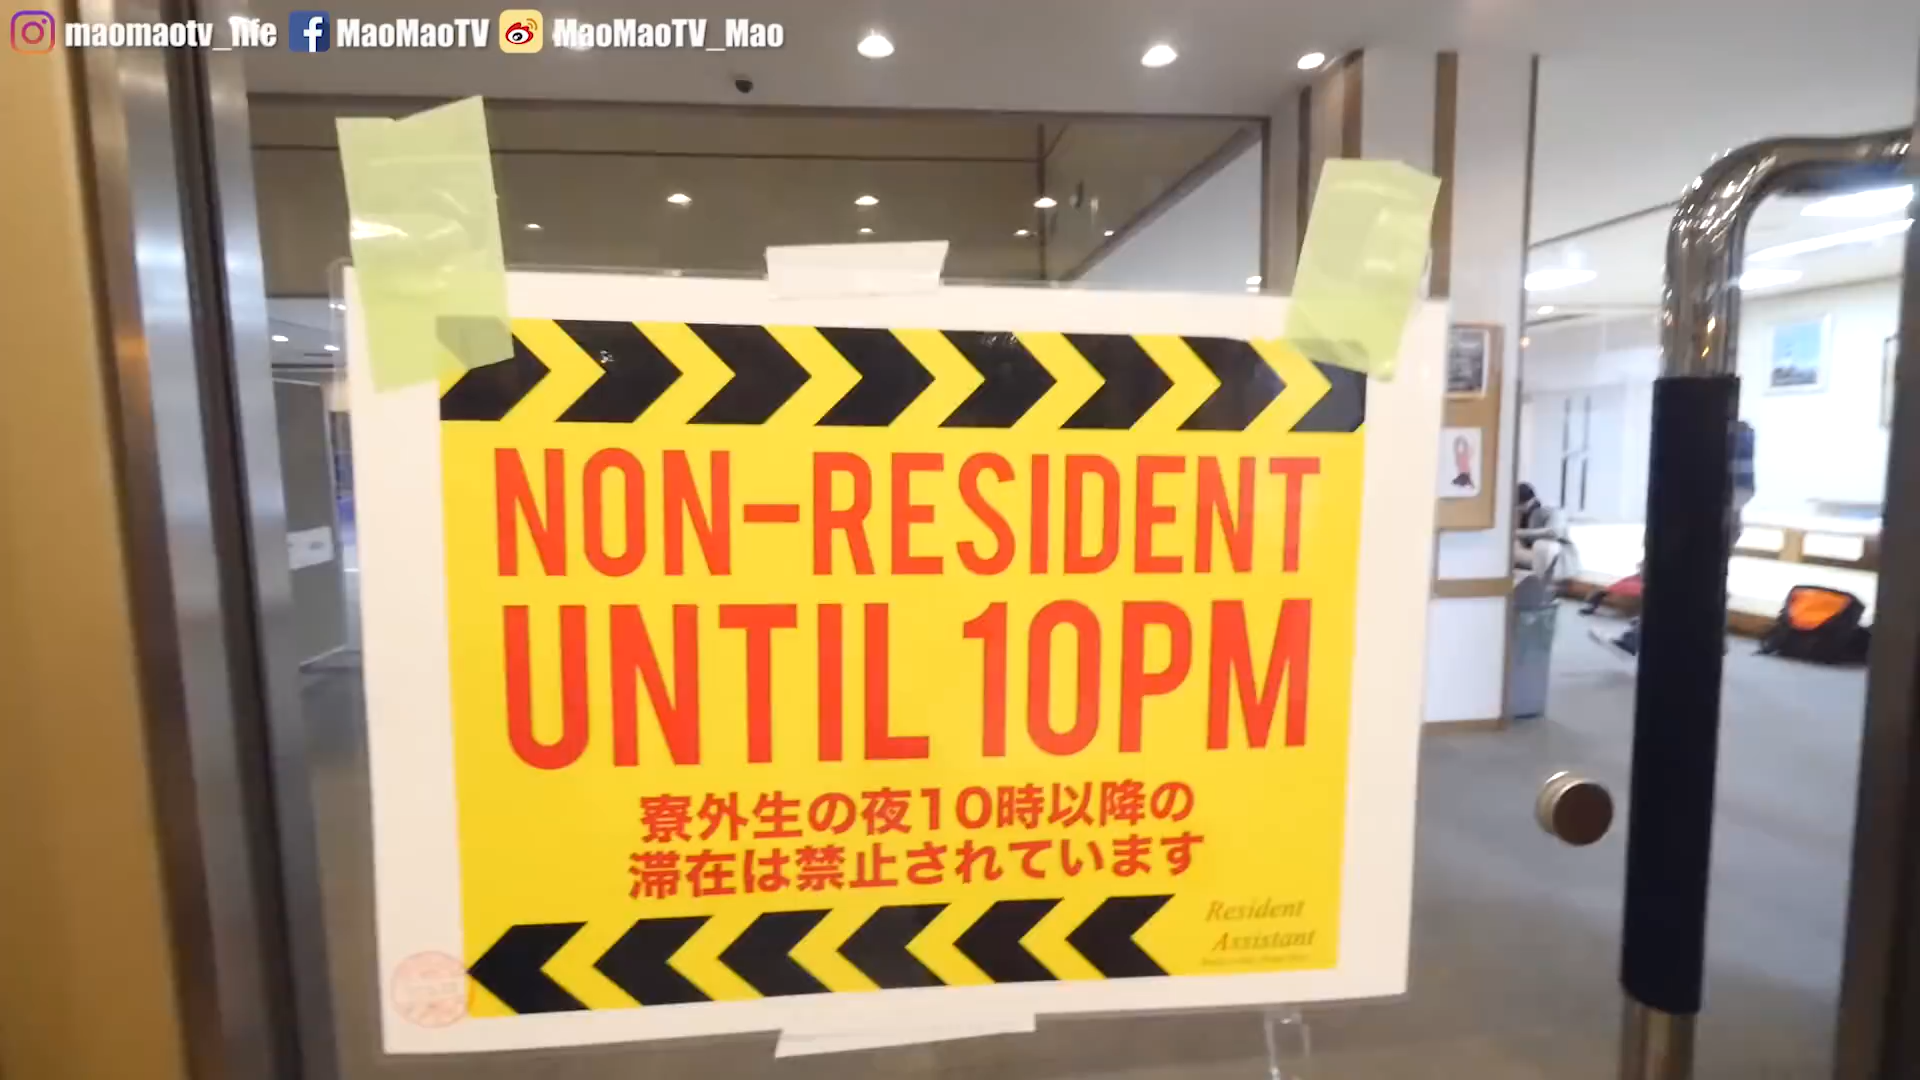 maomaotv_life MaoMaoTV MaoMaoTV_Mao
NON-RESIDENT
UNTIL 10PM
寮外生の夜10時以降の
滞在は禁止されています
Resident
Assistant